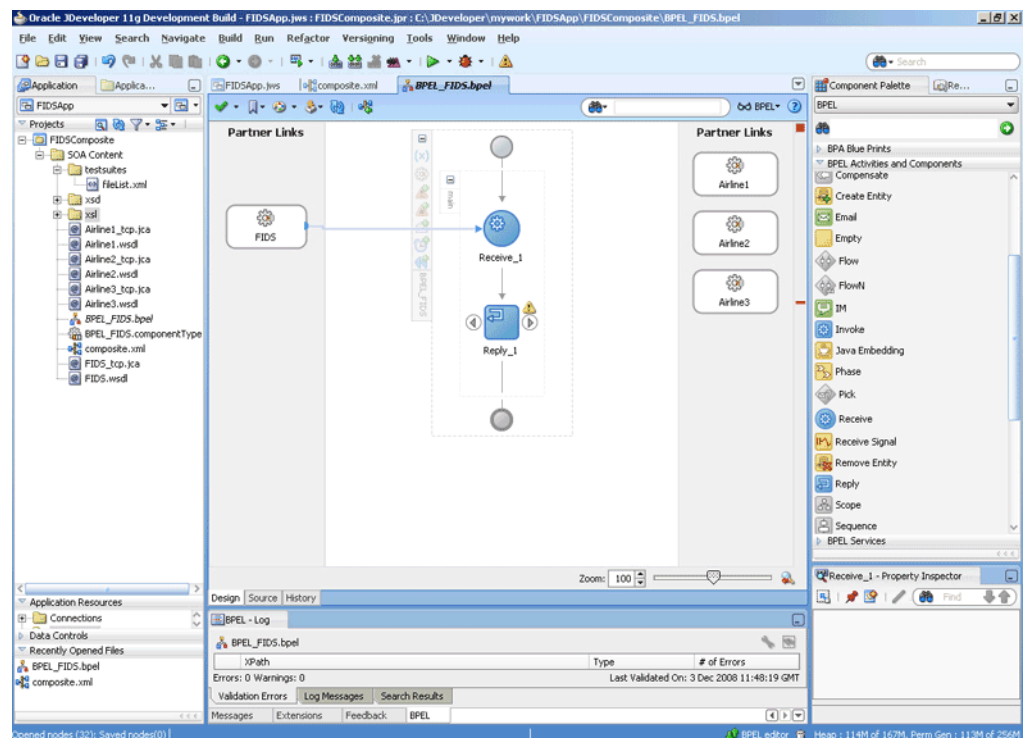 Oracle JDeveloper 11g Development Build - FIDSApp.jws : FIDSComposite.jpr : C:\JDeveloper\mywork\FIDSApp\FIDSComposite\BPEL_FIDS.bpel
File Edit View Search Navigate Build Run Refactor Versioning Tools Window Help
Search
Application
Applica...
FIDSApp
Projects
FIDSComposite
SOA Content
testsuites
fileList.xml
xsd
xsl
Airline1_tcp.jca
Airline1.wsdl
Airline2_tcp.jca
Airline2.wsdl
Airline3_tcp.jca
Airline3.wsdl
BPEL_FIDS.bpel
BPEL_FIDS.componentType
composite.xml
FIDS_tcp.jca
FIDS.wsdl
Application Resources
Connections
Data Controls
Recently Opened Files
BPEL_FIDS.bpel
composite.xml
FIDSApp.jws
composite.xml
BPEL_FIDS.bpel
BPEL
Partner Links
FIDS
(x)
BPEL_FIDS
main
Receive_1
Reply_1
Partner Links
Airline1
Airline2
Airline3
Zoom: 100
Design Source History
BPEL - Log
BPEL_FIDS.bpel
XPath Type # of Errors
Errors: 0 Warnings: 0 Last Validated On: 3 Dec 2008 11:48:19 GMT
Validation Errors Log Messages Search Results
Messages Extensions Feedback BPEL
Component Palette
Re...
BPEL
BPA Blue Prints
BPEL Activities and Components
Compensate
Create Entity
Email
Empty
Flow
FlowN
IM
Invoke
Java Embedding
Phase
Pick
Receive
Receive Signal
Remove Entity
Reply
Scope
Sequence
BPEL Services
Receive_1 - Property Inspector
Find
Opened nodes (32); Saved nodes(0)
BPEL editor
Heap : 114M of 167M, Perm Gen : 113M of 256M